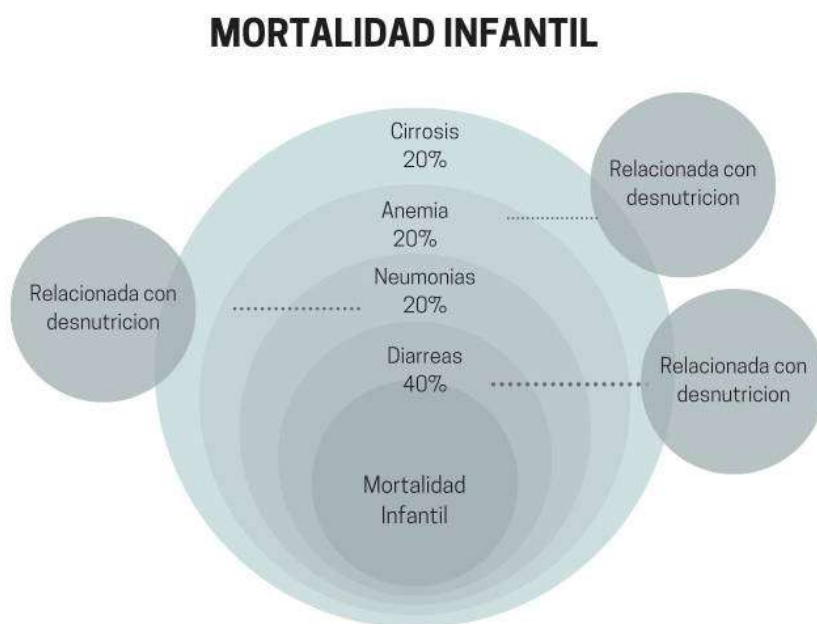 MORTALIDAD INFANTIL
Cirrosis
20%
Relacionada con
desnutricion
Anemia
20%
Neumonias
20%
Relacionada con
desnutricion
Diarreas
40%
Relacionada con
desnutricion
Mortalidad
Infantil